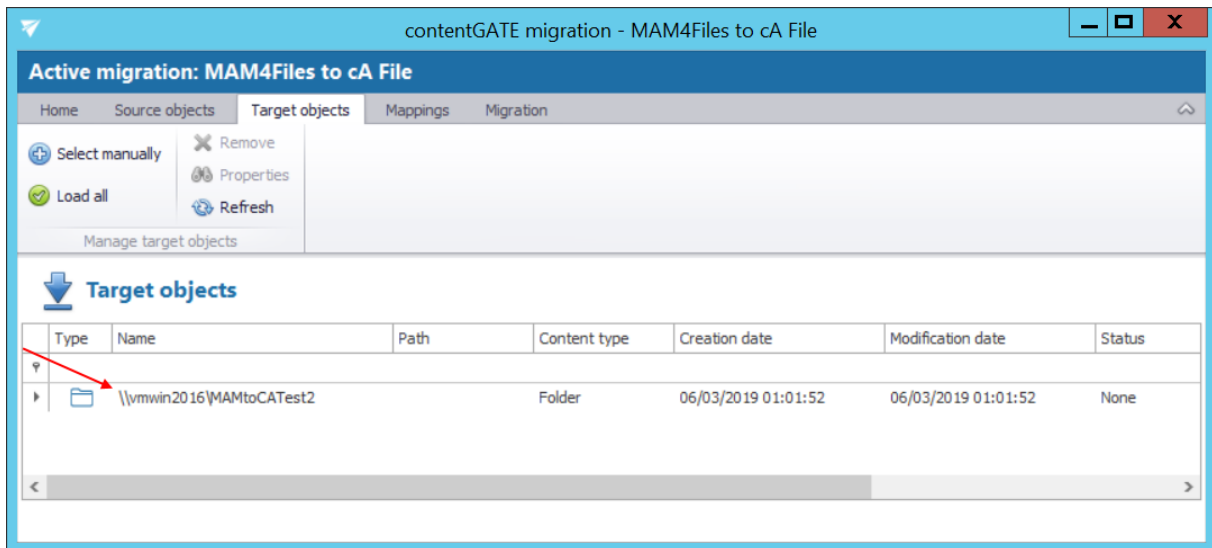 contentGATE migration - MAM4Files to cA File
X
Active migration: MAM4Files to cA File
Home Source objects Target objects Mappings Migration
Select manually
Load all
Remove
Properties
Refresh
Manage target objects
Target objects
Type Name Path Content type Creation date Modification date Status
\\vmwin2016\MAMtoCATest2 Folder 06/03/2019 01:01:52 06/03/2019 01:01:52 None